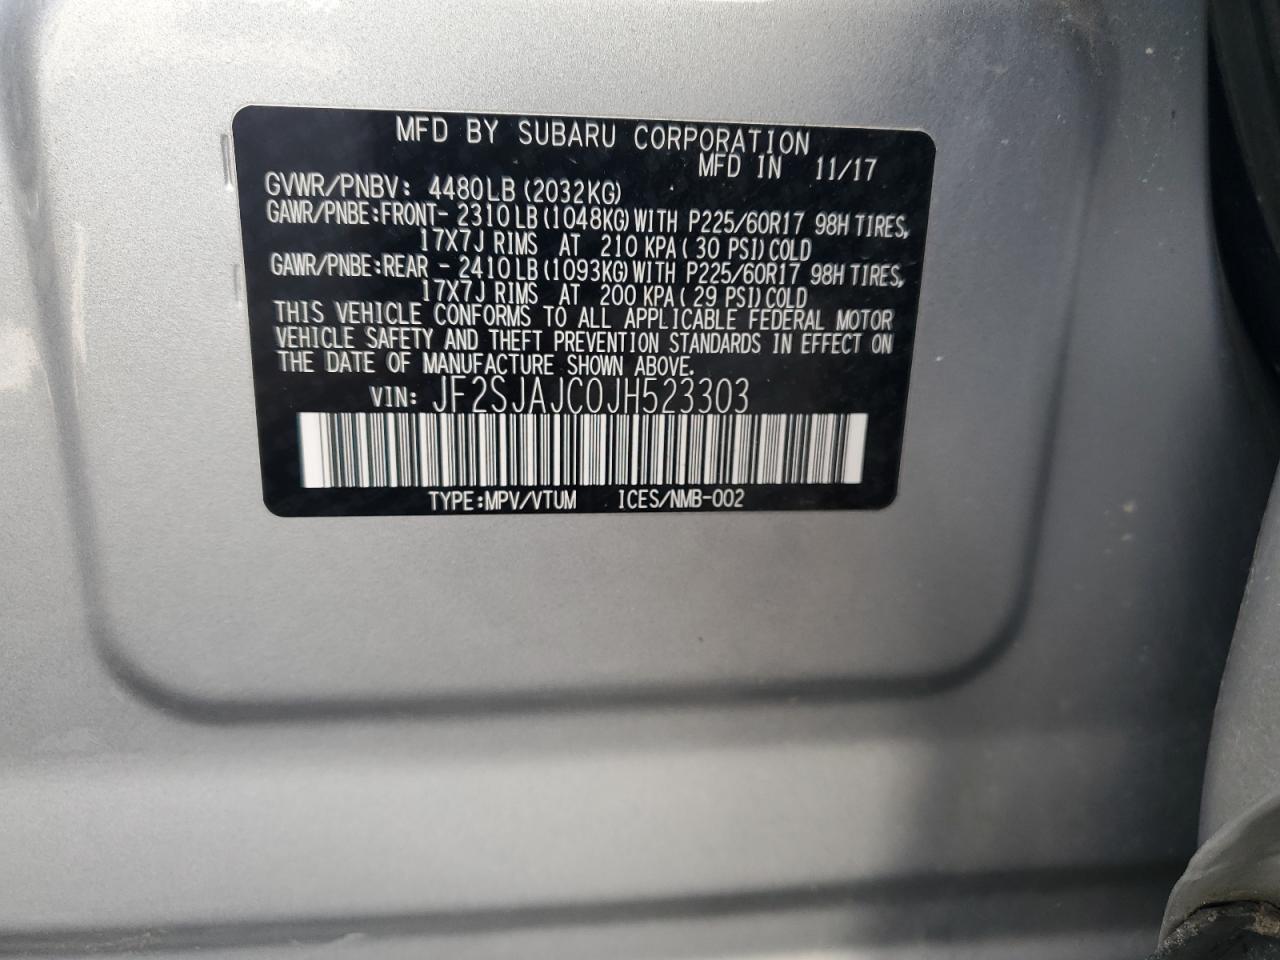 MFD BY SUBARU CORPORATION
MFD IN 11/17
GVWR/PNBV: 4480LB (2032KG)
GAWR/PNBE:FRONT- 2310LB(1048KG)WITH P225/60R17 98H TIRES,
17X7J RIMS AT 210 KPA( 30 PSI)COLD
GAWR/PNBE:REAR - 2410LB(1093KG)WITH P225/60R17 98H TIRES,
17X7J RIMS AT 200 KPA( 29 PSI)COLD
THIS VEHICLE CONFORMS TO ALL APPLICABLE FEDERAL MOTOR
VEHICLE SAFETY AND THEFT PREVENTION STANDARDS IN EFFECT ON
THE DATE OF MANUFACTURE SHOWN ABOVE.
VIN: JF2SJAJC0JH523303
TYPE:MPV/VTUM ICES/NMB-002